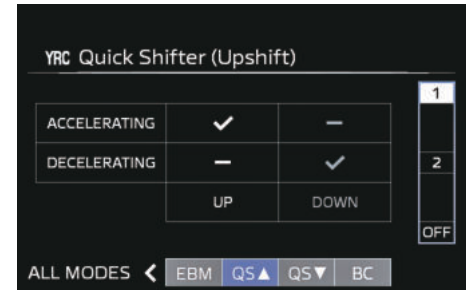 YRC Quick Shifter (Upshift)
1
ACCELERATING ✓ –
DECELERATING – ✓
2
UP DOWN
OFF
ALL MODES < EBM QS▲ QS▼ BC